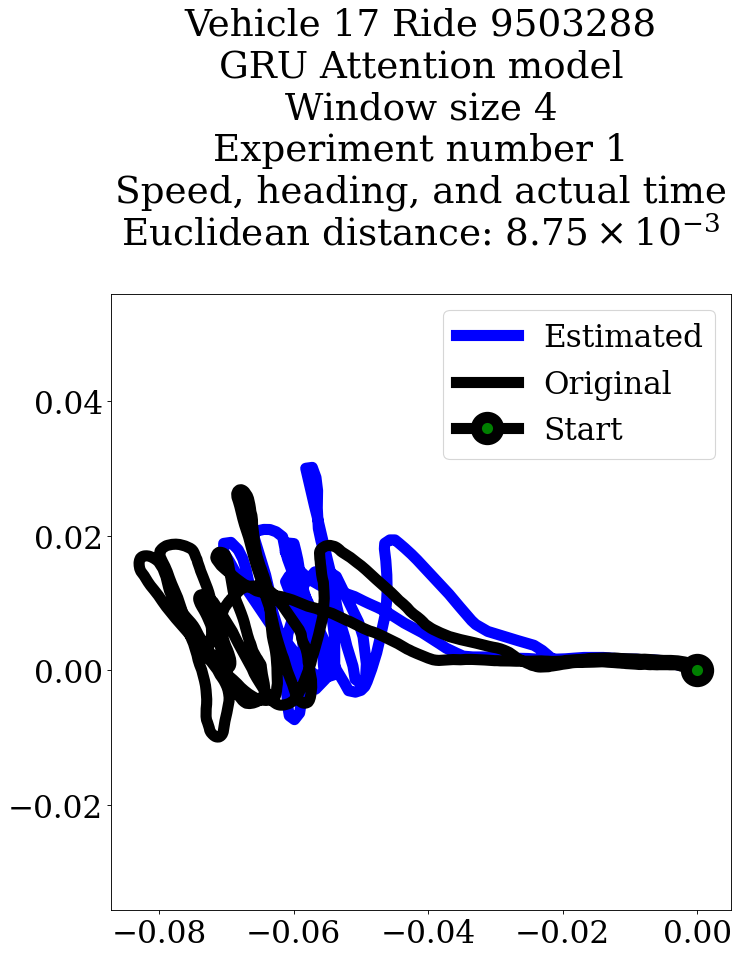 Vehicle 17 Ride 9503288
GRU Attention model
Window size 4
Experiment number 1
Speed, heading, and actual time
Euclidean distance: 8.75 × 10⁻³
Estimated
Original
Start
0.04
0.02
0.00
−0.02
−0.08 −0.06 −0.04 −0.02 0.00